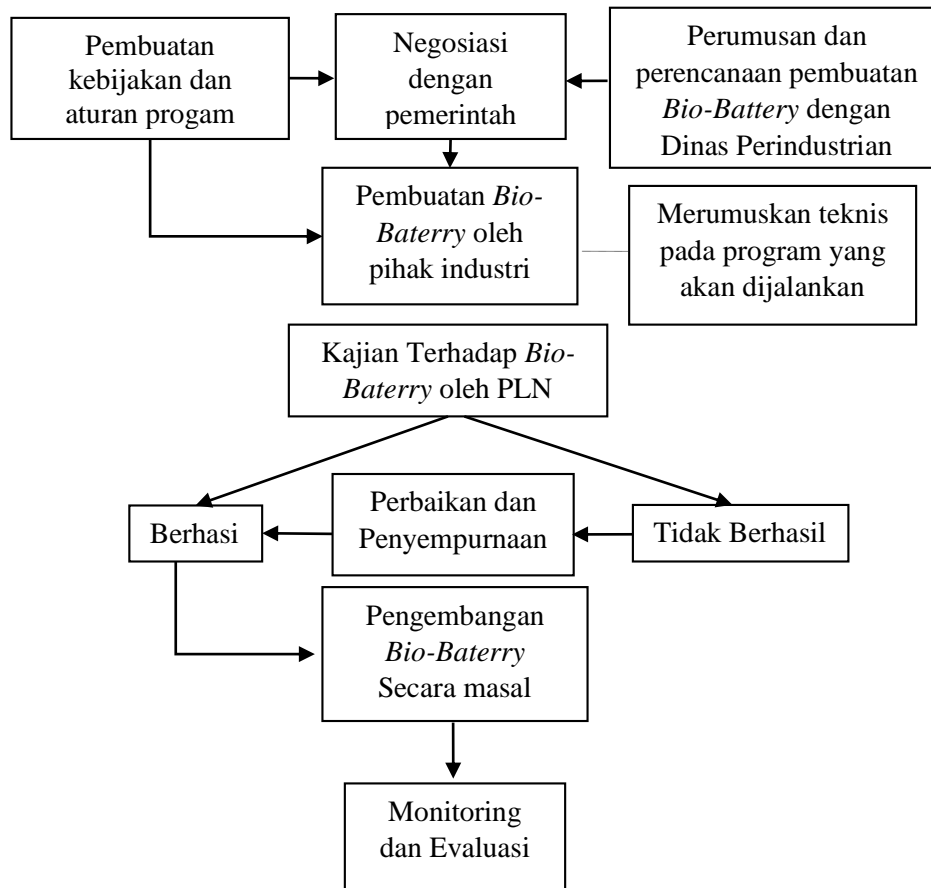 Pembuatan
kebijakan dan
aturan progam
Negosiasi
dengan
pemerintah
Perumusan dan
perencanaan pembuatan
Bio-Battery dengan
Dinas Perindustrian
Pembuatan Bio-
Baterry oleh
pihak industri
Merumuskan teknis
pada program yang
akan dijalankan
Kajian Terhadap Bio-
Baterry oleh PLN
Berhasi
Perbaikan dan
Penyempurnaan
Tidak Berhasil
Pengembangan
Bio-Baterry
Secara masal
Monitoring
dan Evaluasi